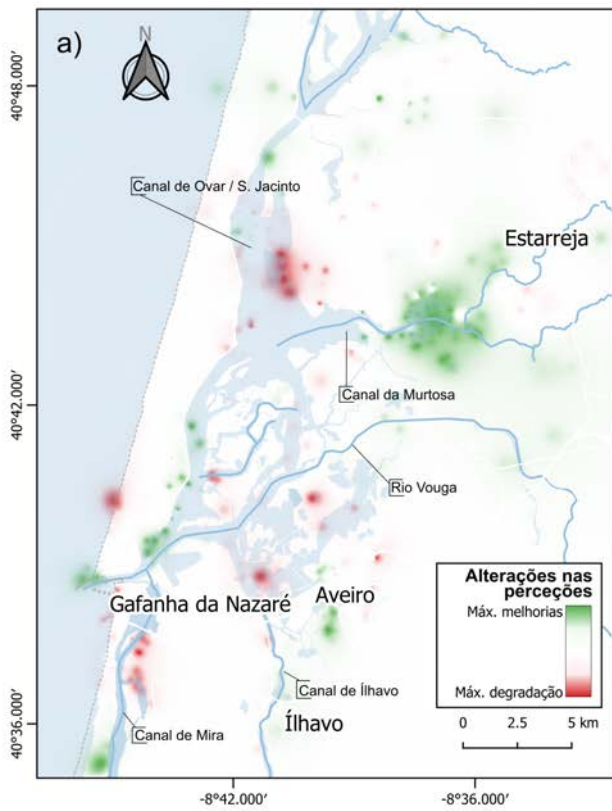 a)
N
40°48.000’
Canal de Ovar / S. Jacinto
Estarreja
40°42.000’
Canal da Murtosa
Rio Vouga
Gafanha da Nazaré
Aveiro
Canal de Ílhavo
Ílhavo
40°36.000’
Canal de Mira
Alterações nas
perceções
Máx. melhorias
Máx. degradação
0 2.5 5 km
-8°42.000’ -8°36.000’